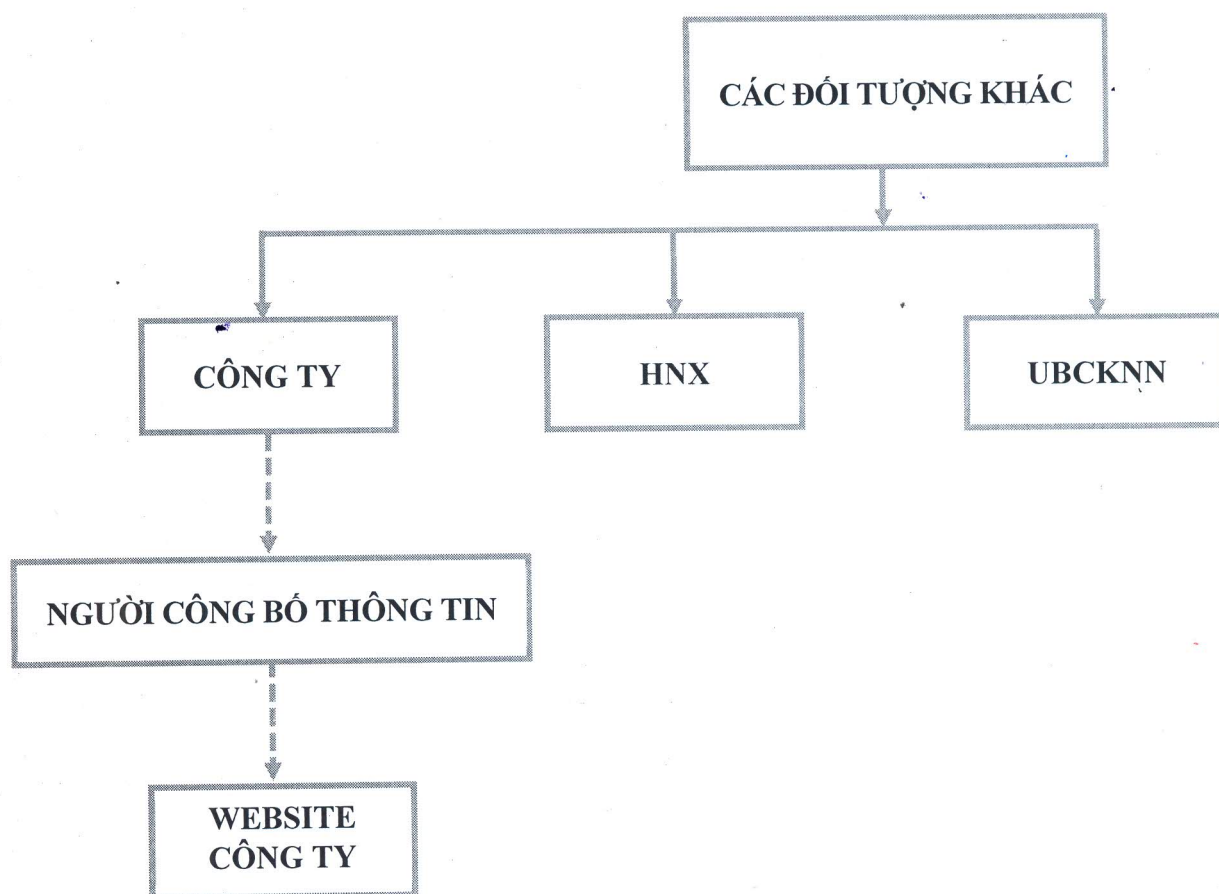 CÁC ĐỐI TƯỢNG KHÁC
CÔNG TY
HNX
UBCKNN
NGƯỜI CÔNG BỐ THÔNG TIN
WEBSITE
CÔNG TY